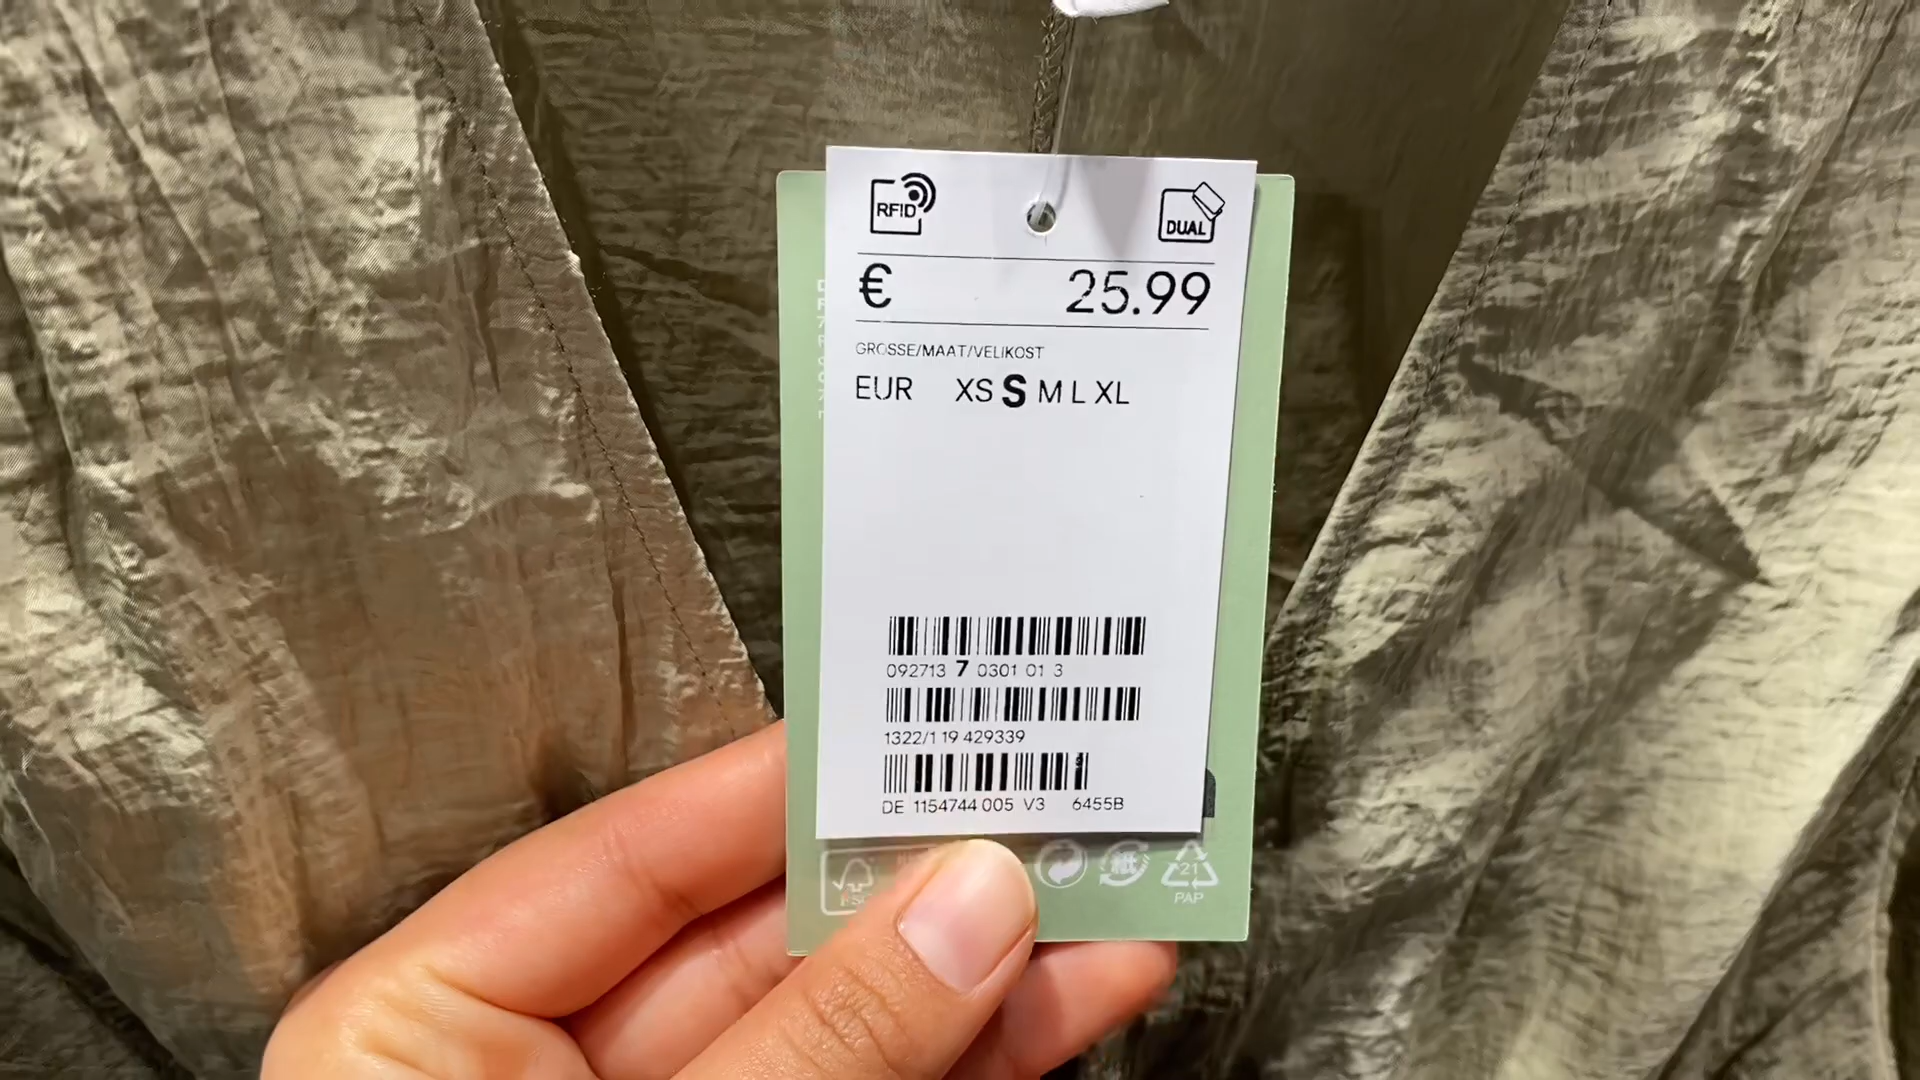 RFID
DUAL
€ 25.99
GROSSE/MAAT/VELIKOST
EUR XS S M L XL
092713 7 0301 01 3
1322/1 19 429339
DE 1154744 005 V3 6455B
紙
21
PAP